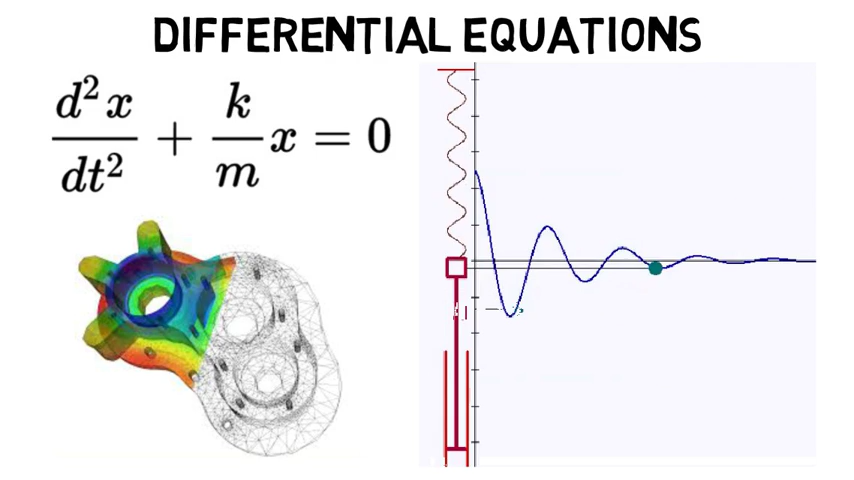 DIFFERENTIAL EQUATIONS
d²x/dt² + k/m x = 0